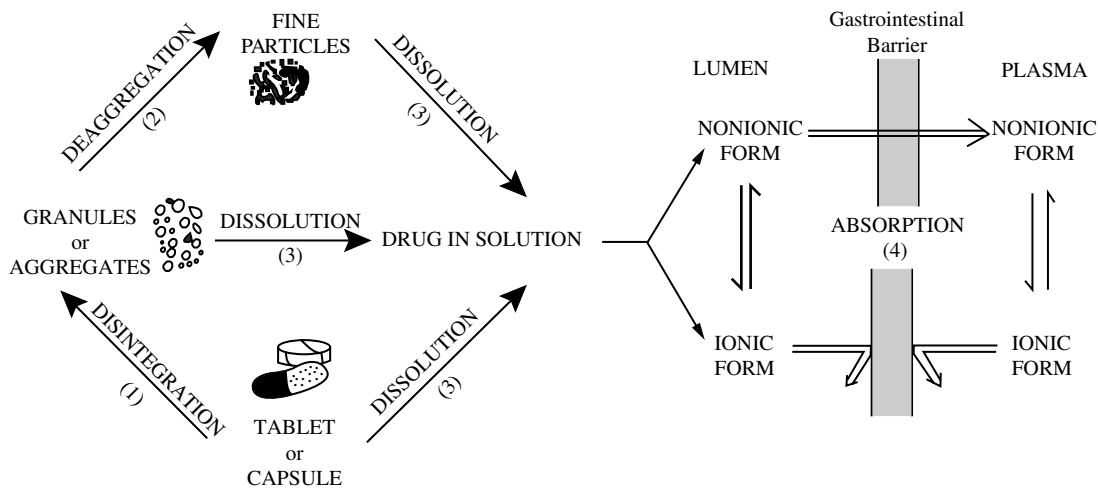 FINE
PARTICLES
DEAGGREGATION
(2)
DISSOLUTION
(3)
GRANULES
or
AGGREGATES
DISSOLUTION
(3)
DRUG IN SOLUTION
DISINTEGRATION
(1)
TABLET
or
CAPSULE
DISSOLUTION
(3)
Gastrointestinal
Barrier
LUMEN
PLASMA
NONIONIC
FORM
NONIONIC
FORM
ABSORPTION
(4)
IONIC
FORM
IONIC
FORM